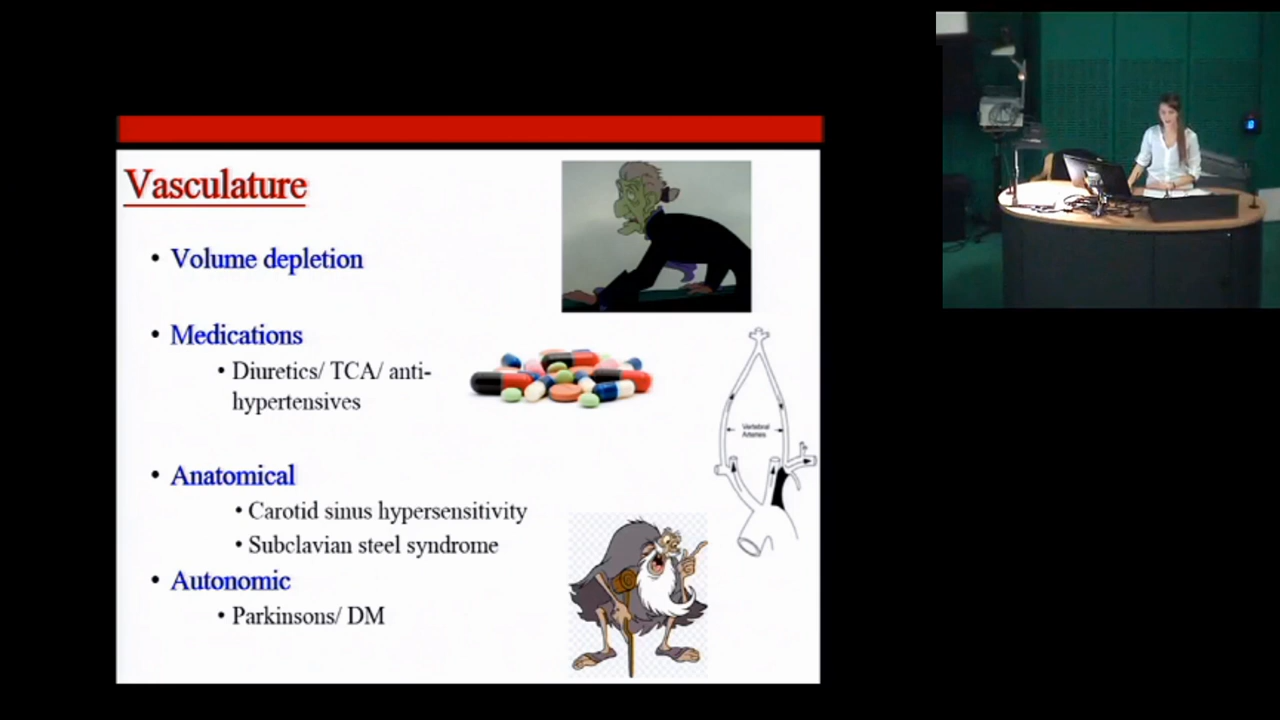 Vasculature
• Volume depletion
• Medications
• Diuretics/ TCA/ anti-
hypertensives
Vertebral
Arteries
• Anatomical
• Carotid sinus hypersensitivity
• Subclavian steel syndrome
• Autonomic
• Parkinsons/ DM